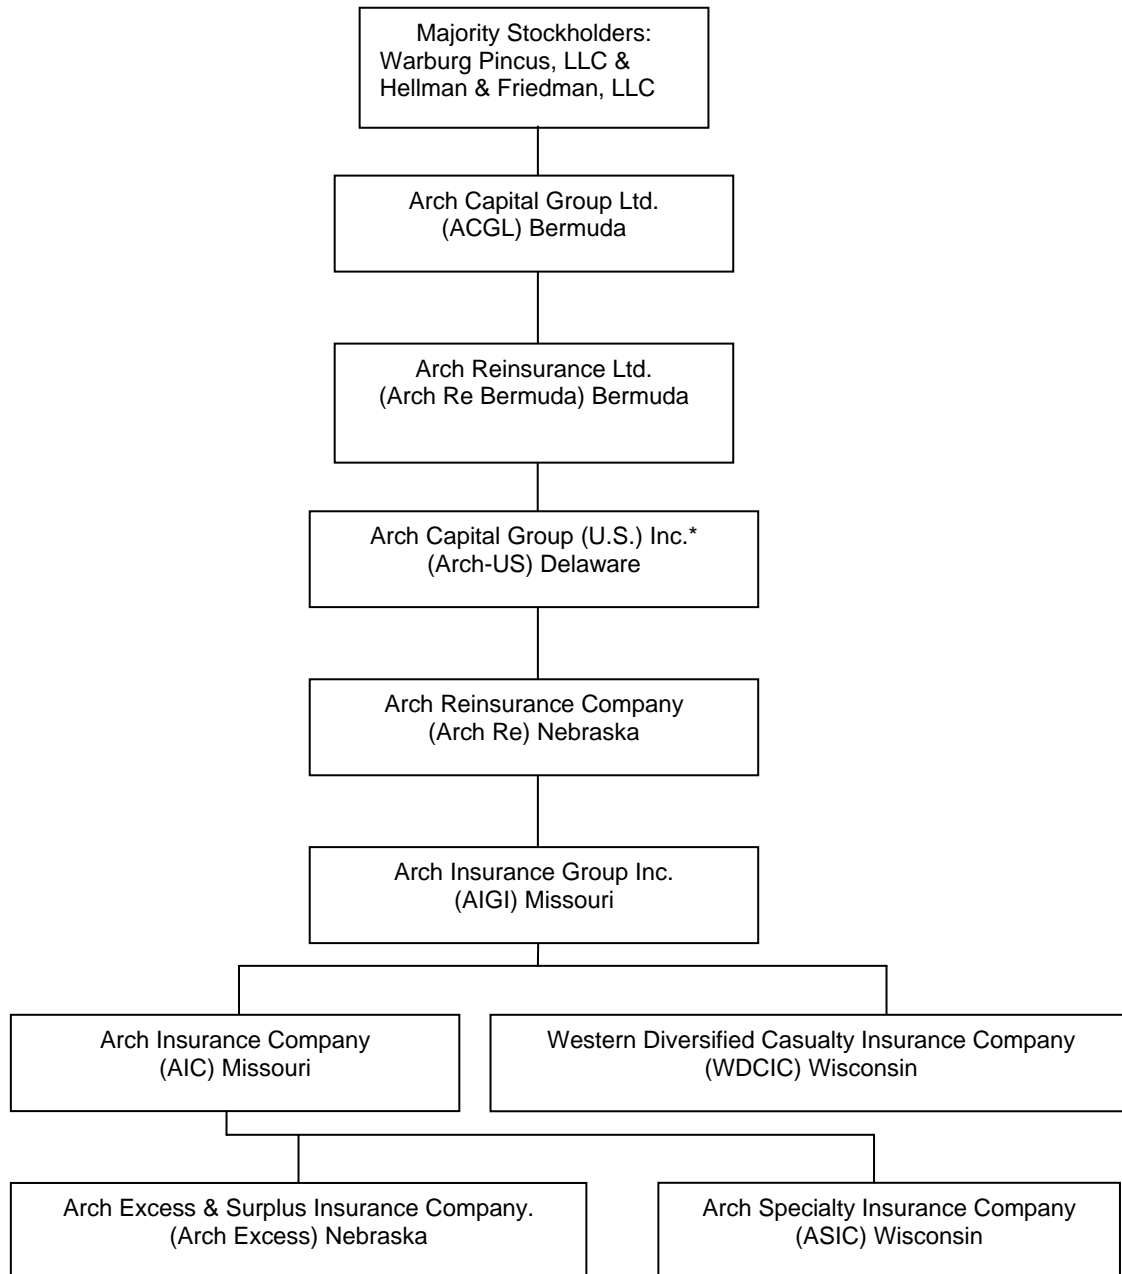 Majority Stockholders:
Warburg Pincus, LLC &
Hellman & Friedman, LLC
Arch Capital Group Ltd.
(ACGL) Bermuda
Arch Reinsurance Ltd.
(Arch Re Bermuda) Bermuda
Arch Capital Group (U.S.) Inc.*
(Arch-US) Delaware
Arch Reinsurance Company
(Arch Re) Nebraska
Arch Insurance Group Inc.
(AIGI) Missouri
Arch Insurance Company
(AIC) Missouri
Western Diversified Casualty Insurance Company
(WDCIC) Wisconsin
Arch Excess & Surplus Insurance Company.
(Arch Excess) Nebraska
Arch Specialty Insurance Company
(ASIC) Wisconsin